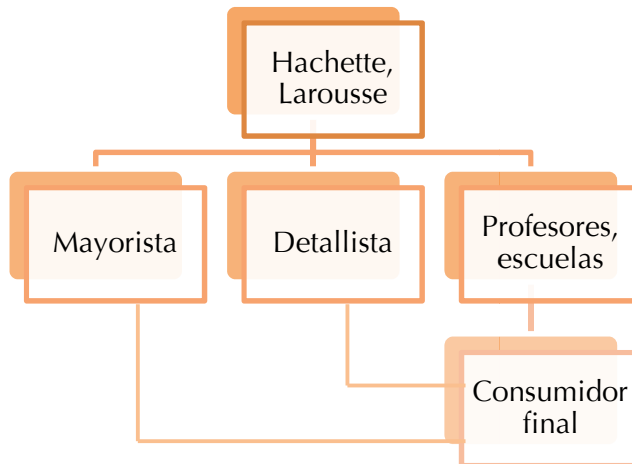 Hachette,
Larousse
Mayorista
Detallista
Profesores,
escuelas
Consumidor
final